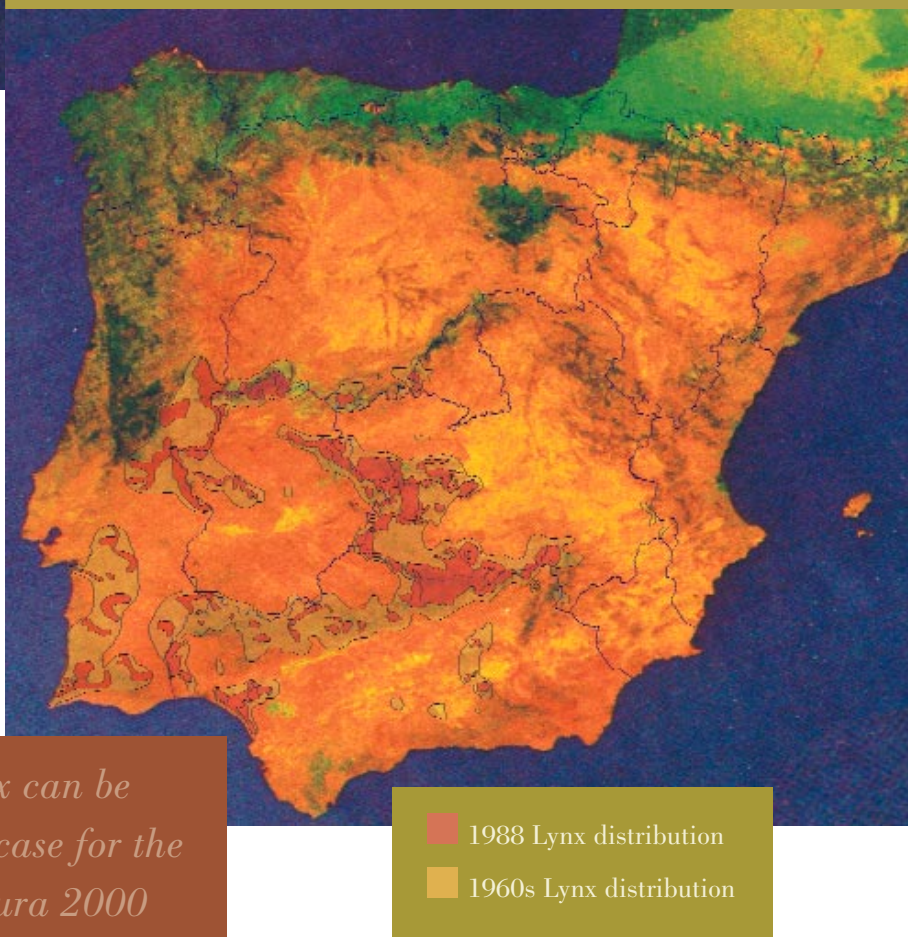 can be
case for the
2000
1988 Lynx distribution
1960s Lynx distribution